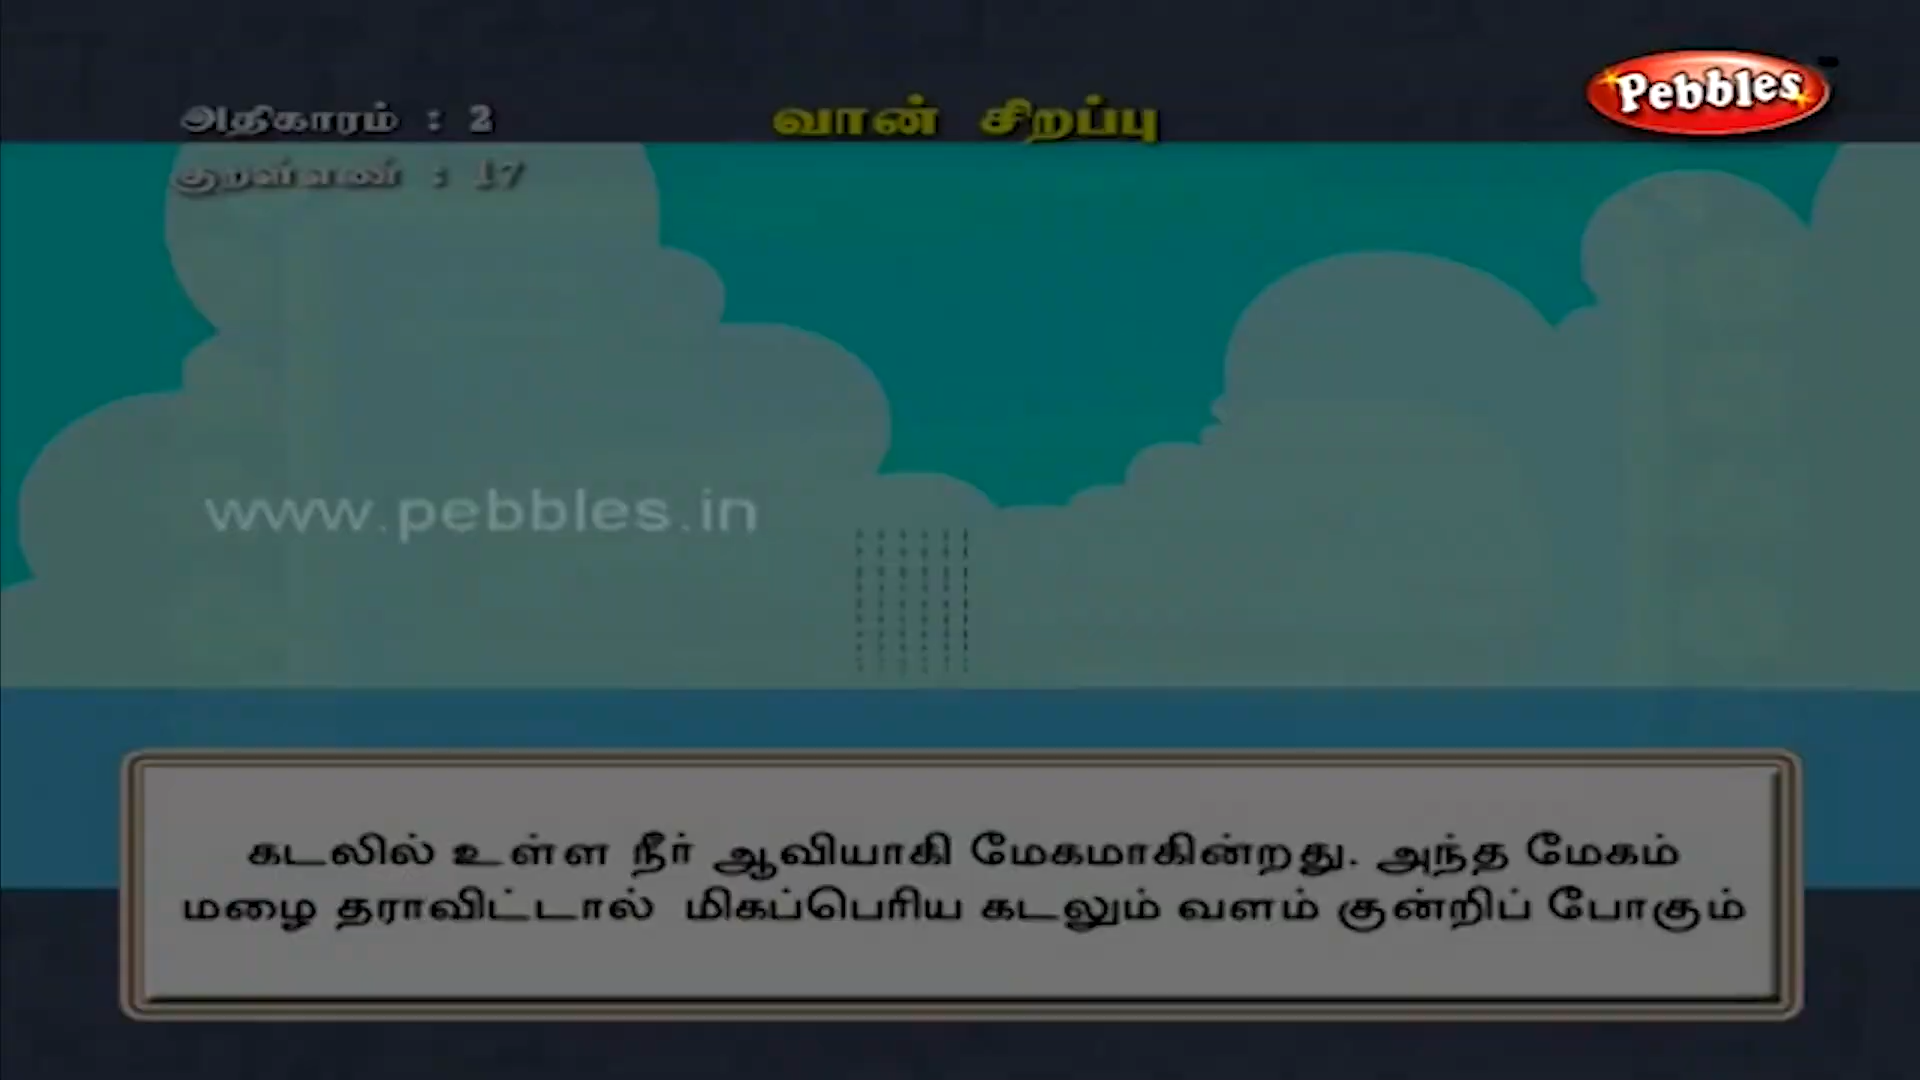 அதிகாரம் : 2
வான் சிறப்பு
Pebbles
குறள்எண் : 17
www.pebbles.in
கடலில் உள்ள நீர் ஆவியாகி மேகமாகின்றது. அந்த மேகம்
மழை தராவிட்டால் மிகப்பெரிய கடலும் வளம் குன்றிப் போகும்